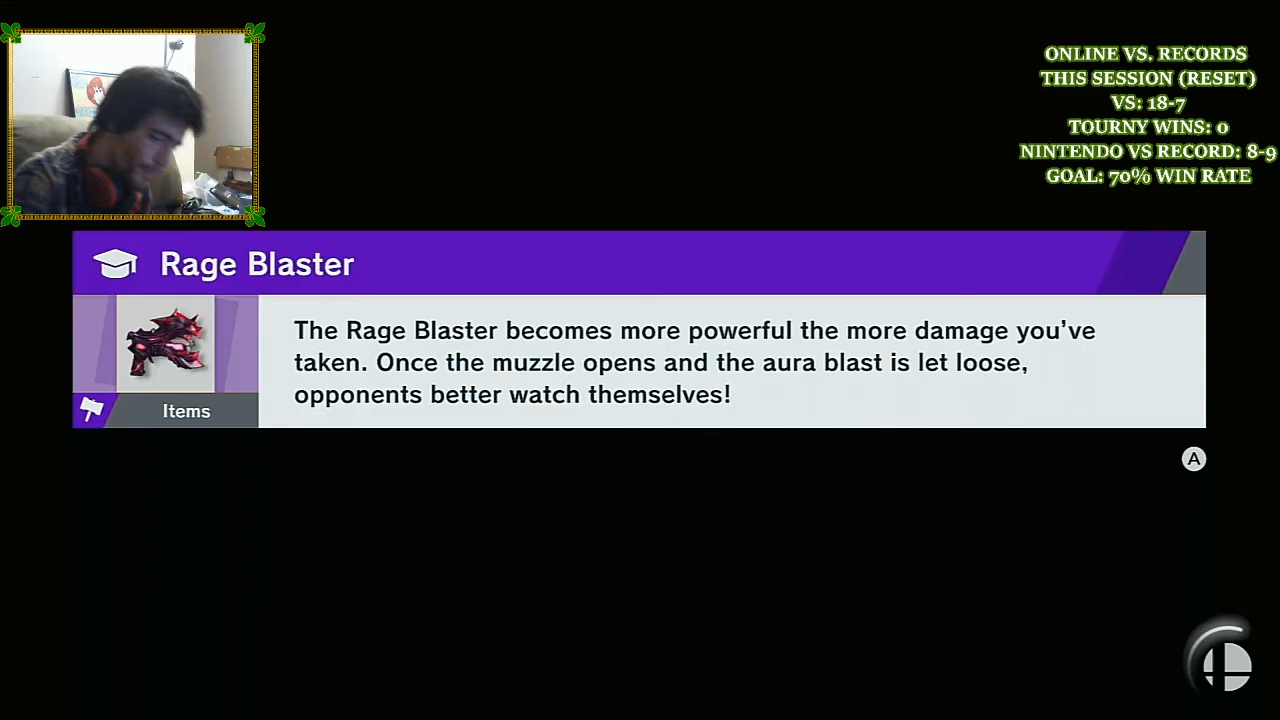 ONLINE VS. RECORDS
THIS SESSION (RESET)
VS: 18-7
TOURNY WINS: 0
NINTENDO VS RECORD: 8-9
GOAL: 70% WIN RATE
Rage Blaster
The Rage Blaster becomes more powerful the more damage you've
taken. Once the muzzle opens and the aura blast is let loose,
opponents better watch themselves!
Items
A